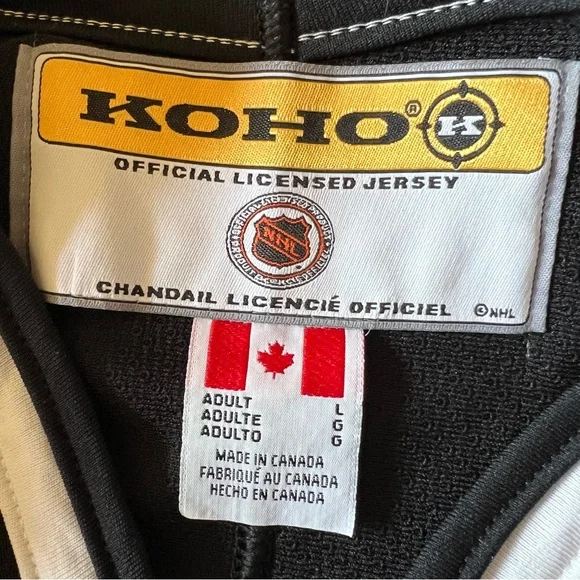 KOHO® K
OFFICIAL LICENSED JERSEY
NHL
CHANDAIL LICENCIÉ OFFICIEL ©NHL
ADULT L
ADULTE G
ADULTO G
MADE IN CANADA
FABRIQUÉ AU CANADA
HECHO EN CANADA